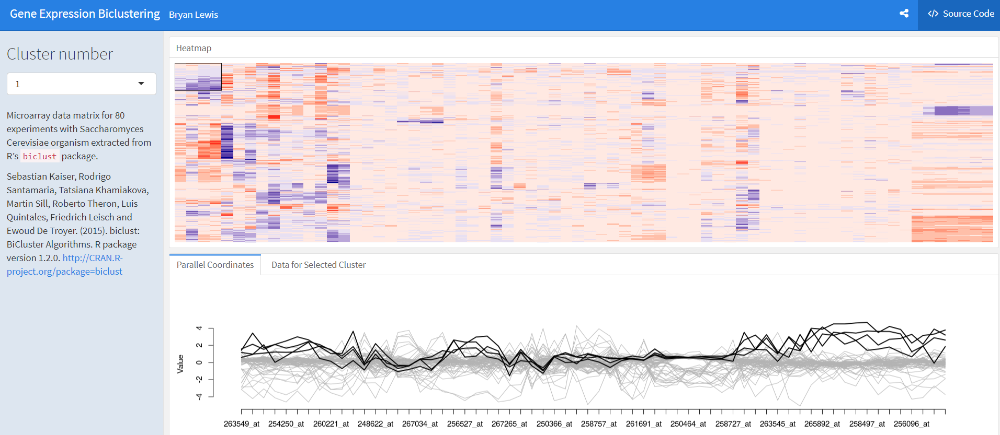 Gene Expression Biclustering Bryan Lewis
Source Code
Cluster number
1
Microarray data matrix for 80
experiments with Saccharomyces
Cerevisiae organism extracted from
R’s biclust package.
Sebastian Kaiser, Rodrigo
Santamaria, Tatsiana Khamiakova,
Martin Sill, Roberto Theron, Luis
Quintales, Friedrich Leisch and
Ewoud De Troyer. (2015). biclust:
BiCluster Algorithms. R package
version 1.2.0. http://CRAN.R-
project.org/package=biclust
Heatmap
Parallel Coordinates
Data for Selected Cluster
Value
4
2
0
-2
-4
263549_at 254250_at 260221_at 248622_at 267034_at 256527_at 267265_at 250366_at 258757_at 261691_at 250464_at 258727_at 263545_at 265892_at 258497_at 256096_at